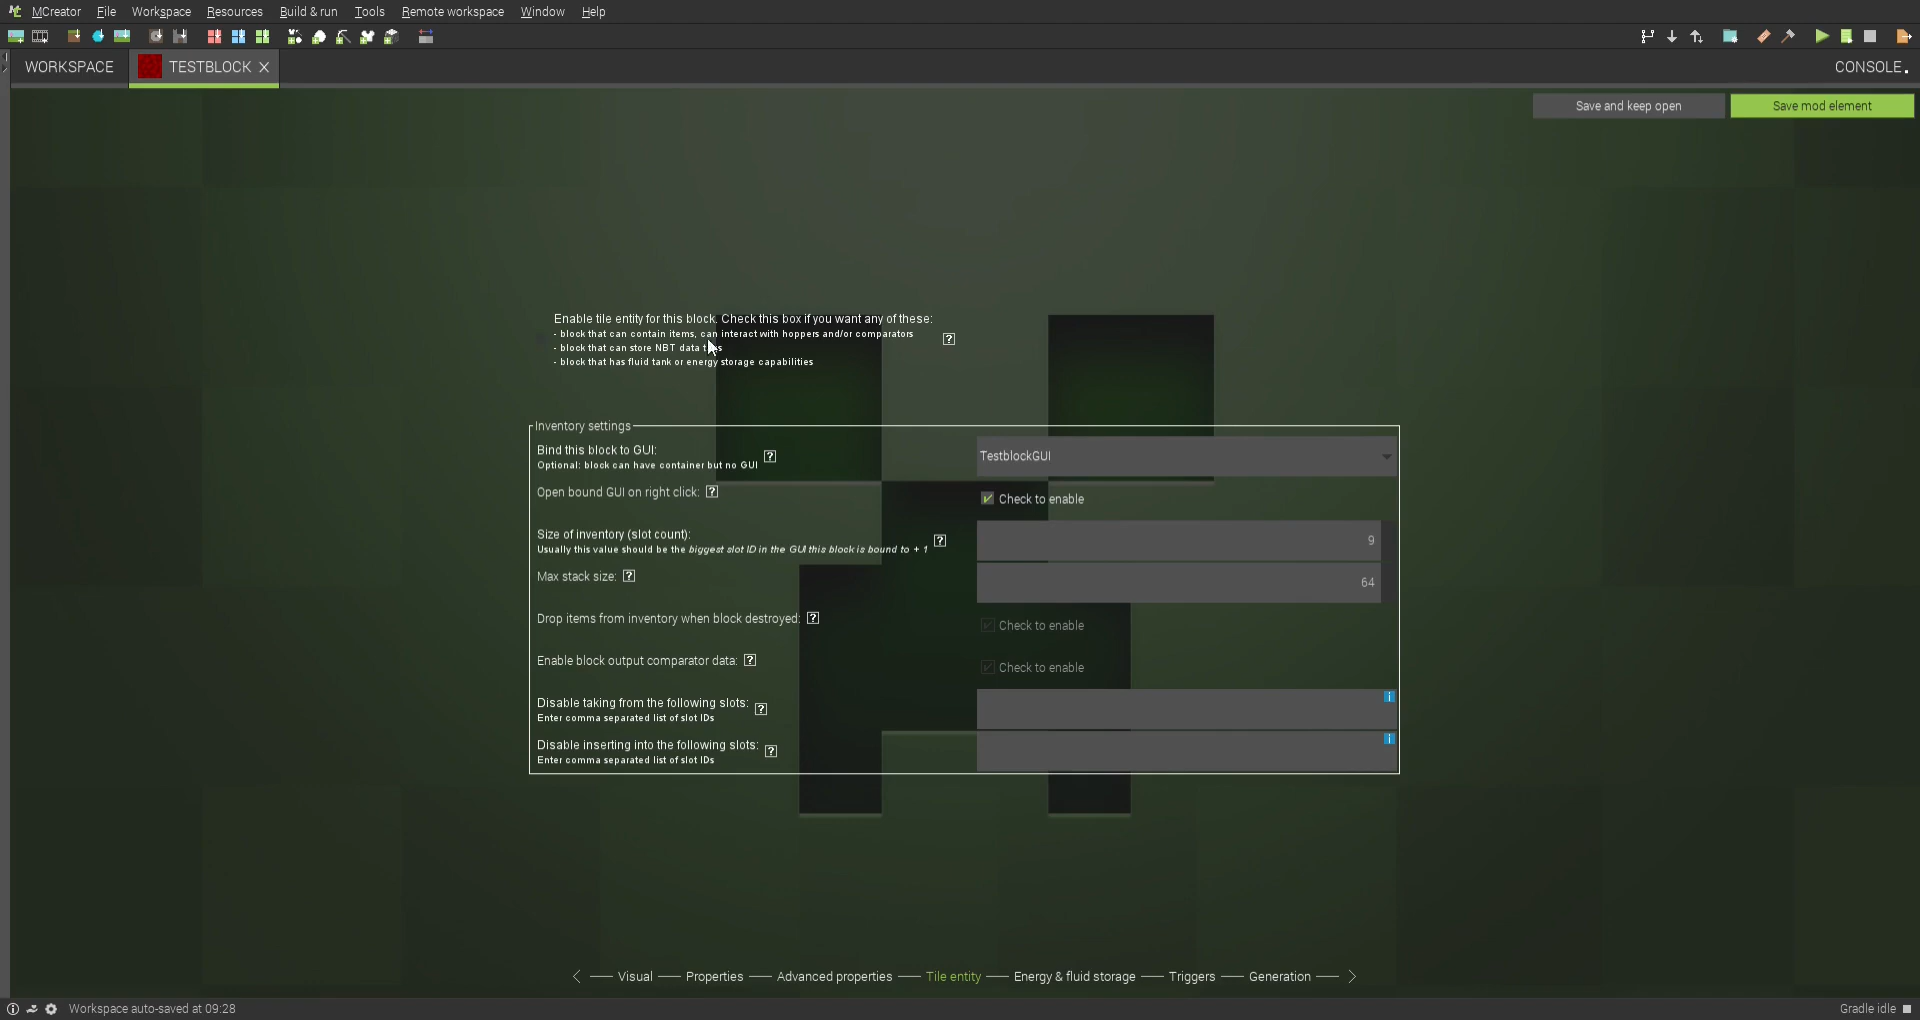 MCreator File Workspace Resources Build & run Tools Remote workspace Window Help
WORKSPACE TESTBLOCK CONSOLE
Save and keep open Save mod element
Enable tile entity for this block. Check this box if you want any of these:
- block that can contain items, can interact with hoppers and/or comparators
- block that can store NBT data
- block that has fluid tank or energy storage capabilities
Inventory settings
Bind this block to GUI: TestblockGUI
Optional: block can have container but no GUI
Open bound GUI on right click: Check to enable
Size of inventory (slot count): 9
Usually this value should be the biggest slot ID in the GUI this block is bound to + 1
Max stack size: 64
Drop items from inventory when block destroyed: Check to enable
Enable block output comparator data: Check to enable
Disable taking from the following slots:
Enter comma separated list of slot IDs
Disable inserting into the following slots:
Enter comma separated list of slot IDs
Visual Properties Advanced properties Tile entity Energy & fluid storage Triggers Generation
Workspace auto-saved at 09:28 Gradle idle